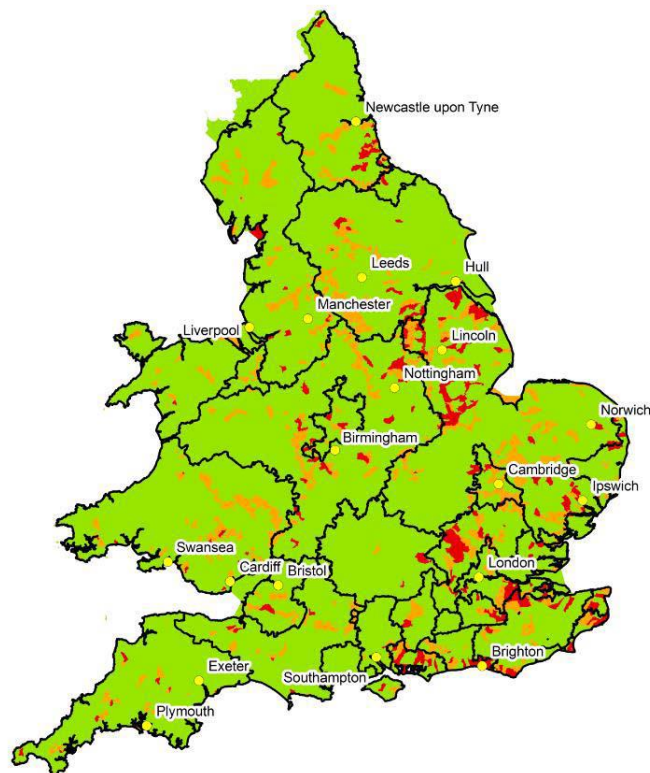 Newcastle upon Tyne
Leeds
Hull
Manchester
Liverpool
Lincoln
Nottingham
Norwich
Birmingham
Cambridge
Ipswich
Swansea
Cardiff
Bristol
London
Brighton
Exeter
Southampton
Plymouth